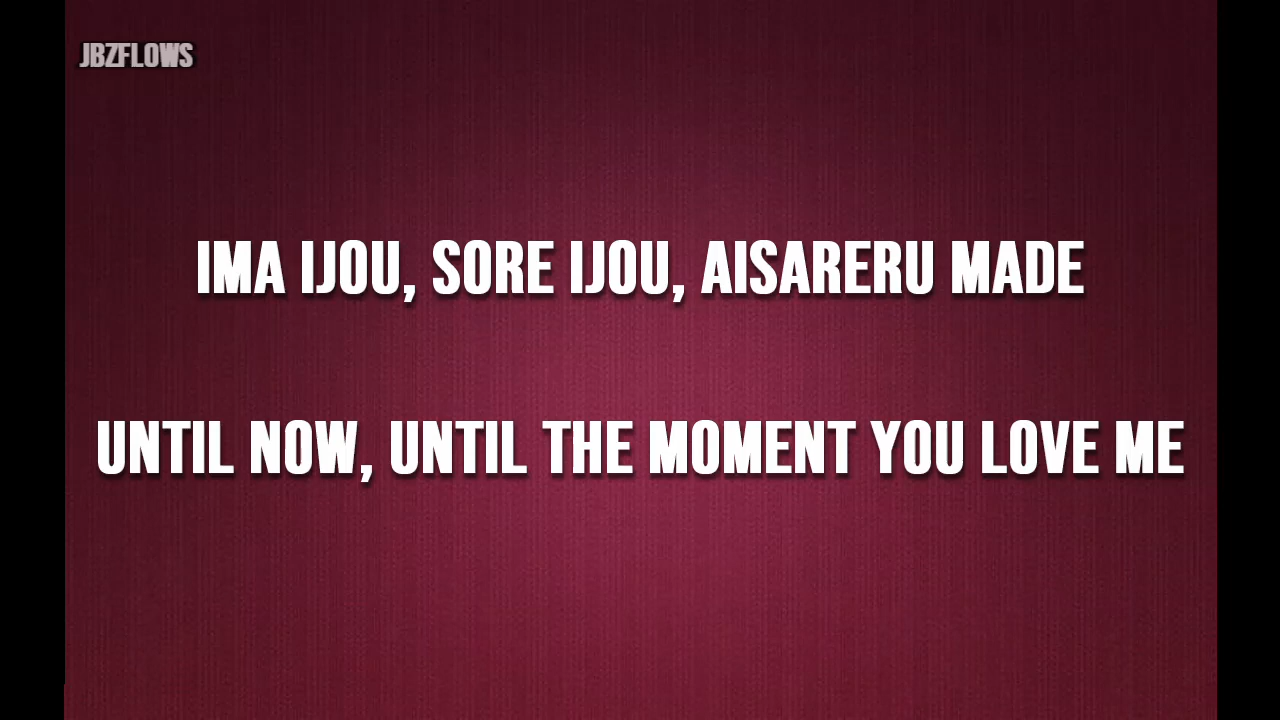 JBZFLOWS
IMA IJOU, SORE IJOU, AISARERU MADE
UNTIL NOW, UNTIL THE MOMENT YOU LOVE ME